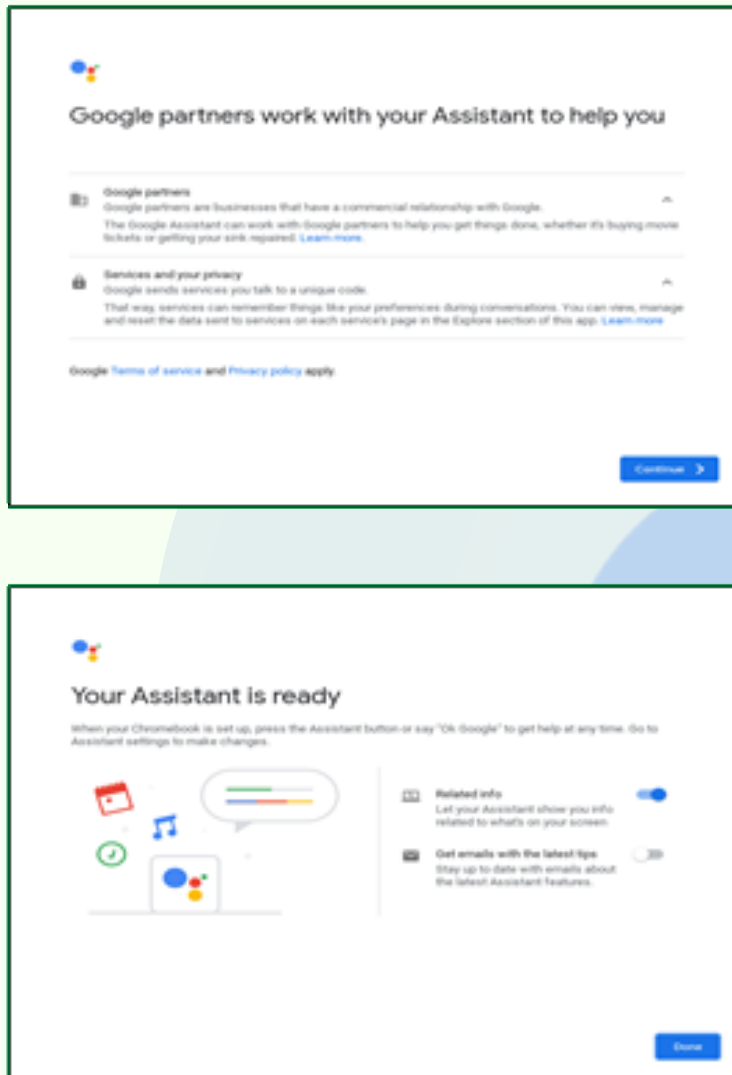 Google partners work with your Assistant to help you
Google partners
Google partners are businesses that have a commercial relationship with Google.
The Google Assistant can work with Google partners to help you get things done, whether it's buying movie
tickets or getting your sink repaired. Learn more.
Services and your privacy
Google sends services you talk to a unique code.
That way, services can remember things like your preferences during conversations. You can view, manage
and reset the data sent to services on each service's page in the Explore section of this app. Learn more
Google Terms of service and Privacy policy apply.
Continue
Your Assistant is ready
When your Chromebook is set up, press the Assistant button or say "Ok Google" to get help at any time. Go to
Assistant settings to make changes.
Related info
Let your Assistant show you info
related to what's on your screen
Get emails with the latest tips
Stay up to date with emails about
the latest Assistant features.
Done